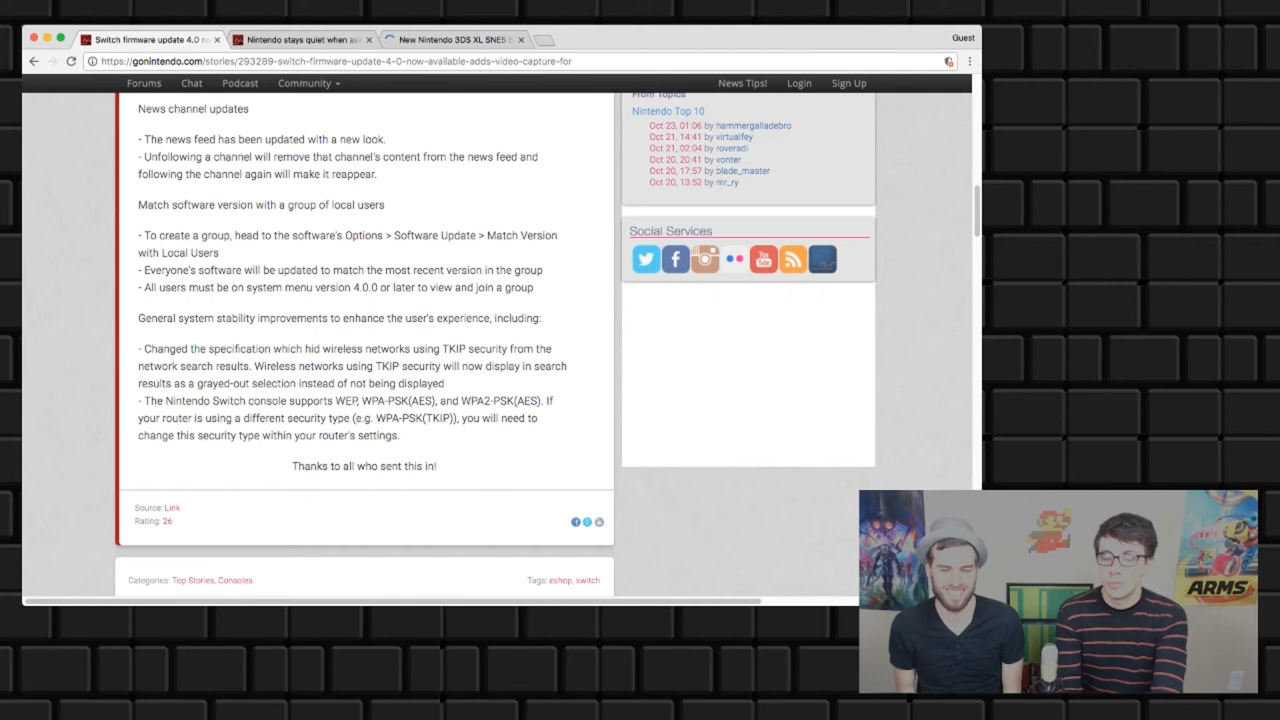 Switch firmware update 4.0 no
Nintendo stays quiet when as
New Nintendo 3DS XL SNES E
Guest
https://gonintendo.com/stories/293289-switch-firmware-update-4-0-now-available-adds-video-capture-for
Forums Chat Podcast Community
News Tips! Login Sign Up
News channel updates
- The news feed has been updated with a new look.
- Unfollowing a channel will remove that channel's content from the news feed and
following the channel again will make it reappear.
Match software version with a group of local users
- To create a group, head to the software's Options > Software Update > Match Version
with Local Users
- Everyone's software will be updated to match the most recent version in the group
- All users must be on system menu version 4.0.0 or later to view and join a group
General system stability improvements to enhance the user's experience, including:
- Changed the specification which hid wireless networks using TKIP security from the
network search results. Wireless networks using TKIP security will now display in search
results as a grayed-out selection instead of not being displayed
- The Nintendo Switch console supports WEP, WPA-PSK(AES), and WPA2-PSK(AES). If
your router is using a different security type (e.g. WPA-PSK(TKIP)), you will need to
change this security type within your router's settings.
Thanks to all who sent this in!
Source: Link
Rating: 26
Categories: Top Stories, Consoles
Tags: eshop, switch
From Topics
Nintendo Top 10
Oct 23, 01:06 by hammergalladebro
Oct 21, 14:41 by virtualfey
Oct 21, 02:04 by roveradi
Oct 20, 20:41 by vonter
Oct 20, 17:57 by blade_master
Oct 20, 13:52 by mr_ry
Social Services
You
Tube
ARMS